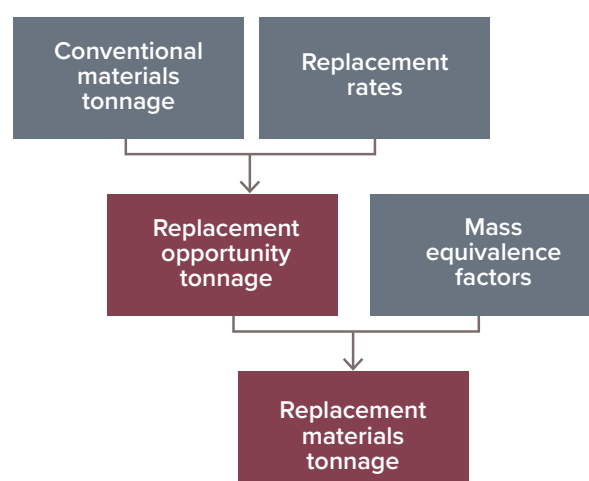 Conventional
materials
tonnage
Replacement
rates
Replacement
opportunity
tonnage
Mass
equivalence
factors
Replacement
materials
tonnage